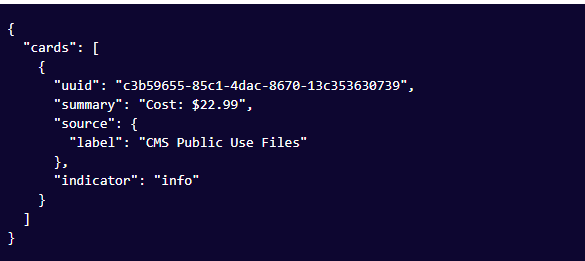 {
  "cards": [
    {
      "uuid": "c3b59655-85c1-4dac-8670-13c353630739",
      "summary": "Cost: $22.99",
      "source": {
        "label": "CMS Public Use Files"
      },
      "indicator": "info"
    }
  ]
}